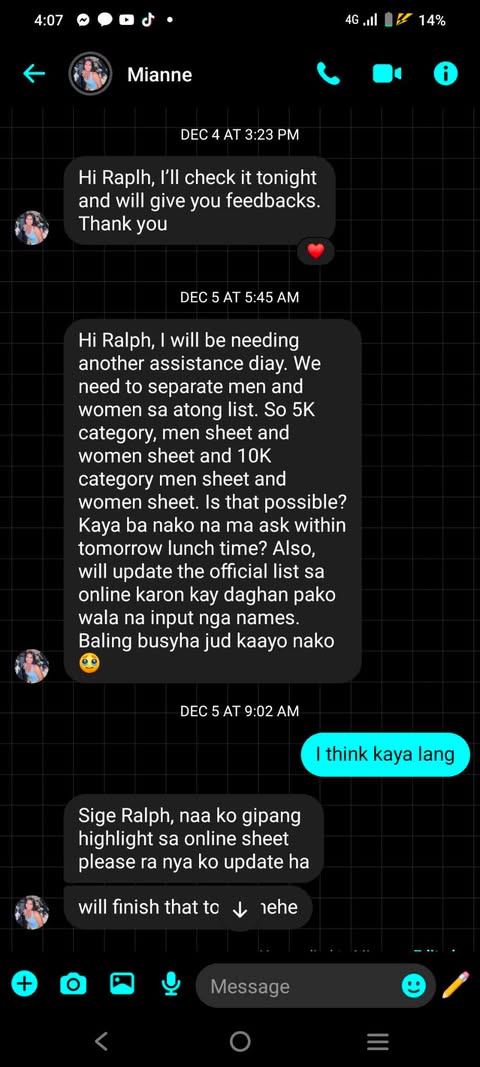 4:07
4G
14%
Mianne
DEC 4 AT 3:23 PM
Hi Raplh, I’ll check it tonight
and will give you feedbacks.
Thank you
DEC 5 AT 5:45 AM
Hi Ralph, I will be needing
another assistance diay. We
need to separate men and
women sa atong list. So 5K
category, men sheet and
women sheet and 10K
category men sheet and
women sheet. Is that possible?
Kaya ba nako na ma ask within
tomorrow lunch time? Also,
will update the official list sa
online karon kay daghan pako
wala na input nga names.
Baling busyha jud kaayo nako
🥹
DEC 5 AT 9:02 AM
I think kaya lang
Sige Ralph, naa ko gipang
highlight sa online sheet
please ra nya ko update ha
will finish that
Message